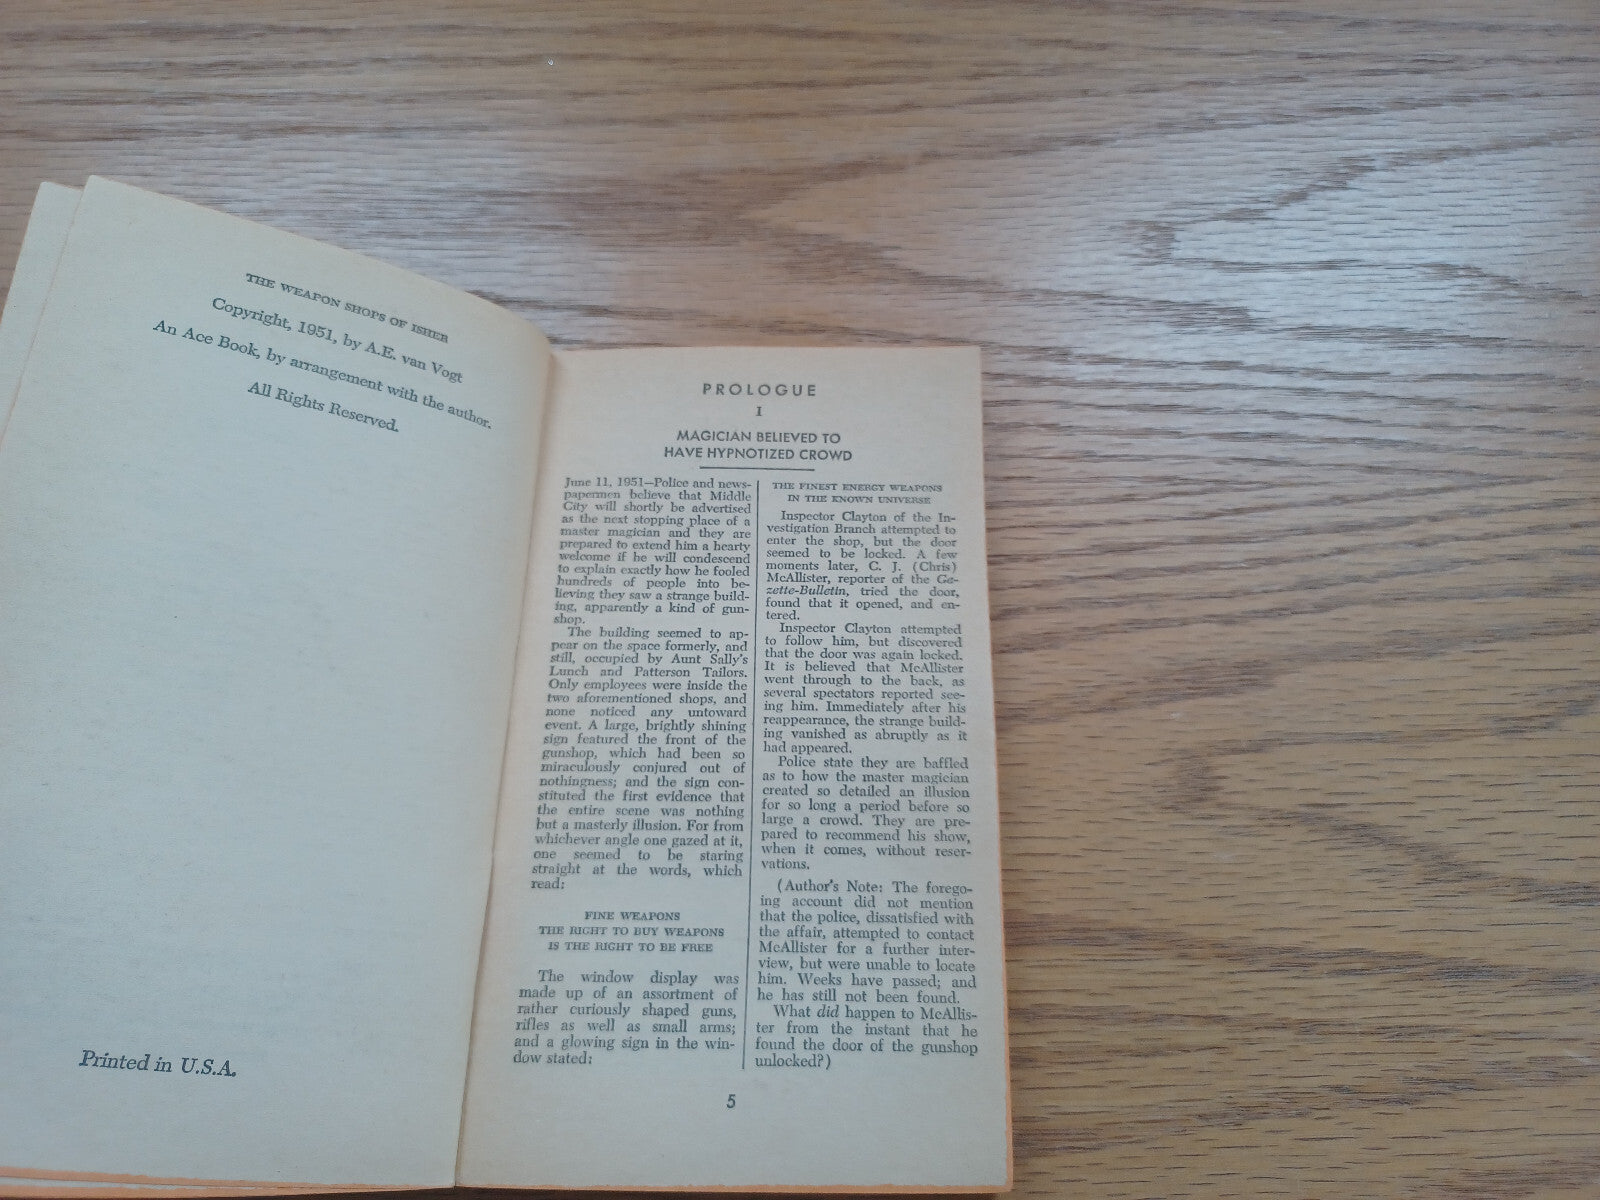 THE WEAPON SHOPS OF ISHER
Copyright, 1951, by A.E. van Vogt
An Ace Book, by arrangement with the author.
All Rights Reserved.
Printed in U.S.A.
PROLOGUE
I
MAGICIAN BELIEVED TO
HAVE HYPNOTIZED CROWD
June 11, 1951—Police and news-
papermen believe that Middle
City will shortly be advertised
as the next stopping place of a
master magician and they are
prepared to extend him a hearty
welcome if he will condescend
to explain exactly how he fooled
hundreds of people into be-
lieving they saw a strange build-
ing, apparently a kind of gun-
shop.
The building seemed to ap-
pear on the space formerly, and
still, occupied by Aunt Sally's
Lunch and Patterson Tailors.
Only employees were inside the
two aforementioned shops, and
none noticed any untoward
event. A large, brightly shining
sign featured the front of the
gunshop, which had been so
miraculously conjured out of
nothingness; and the sign con-
stituted the first evidence that
the entire scene was nothing
but a masterly illusion. For from
whichever angle one gazed at it,
one seemed to be staring
straight at the words, which
read:
FINE WEAPONS
THE RIGHT TO BUY WEAPONS
IS THE RIGHT TO BE FREE
The window display was
made up of an assortment of
rather curiously shaped guns,
rifles as well as small arms;
and a glowing sign in the win-
dow stated:
THE FINEST ENERGY WEAPONS
IN THE KNOWN UNIVERSE
Inspector Clayton of the In-
vestigation Branch attempted to
enter the shop, but the door
seemed to be locked. A few
moments later, C. J. (Chris)
McAllister, reporter of the Ga-
zette-Bulletin, tried the door,
found that it opened, and en-
tered.
Inspector Clayton attempted
to follow him, but discovered
that the door was again locked.
It is believed that McAllister
went through to the back, as
several spectators reported see-
ing him. Immediately after his
reappearance, the strange build-
ing vanished as abruptly as it
had appeared.
Police state they are baffled
as to how the master magician
created so detailed an illusion
for so long a period before so
large a crowd. They are pre-
pared to recommend his show,
when it comes, without reser-
vations.
(Author's Note: The forego-
ing account did not mention
that the police, dissatisfied with
the affair, attempted to contact
McAllister for a further inter-
view, but were unable to locate
him. Weeks have passed; and
he has still not been found.
What did happen to McAllis-
ter from the instant that he
found the door of the gunshop
unlocked?)
5